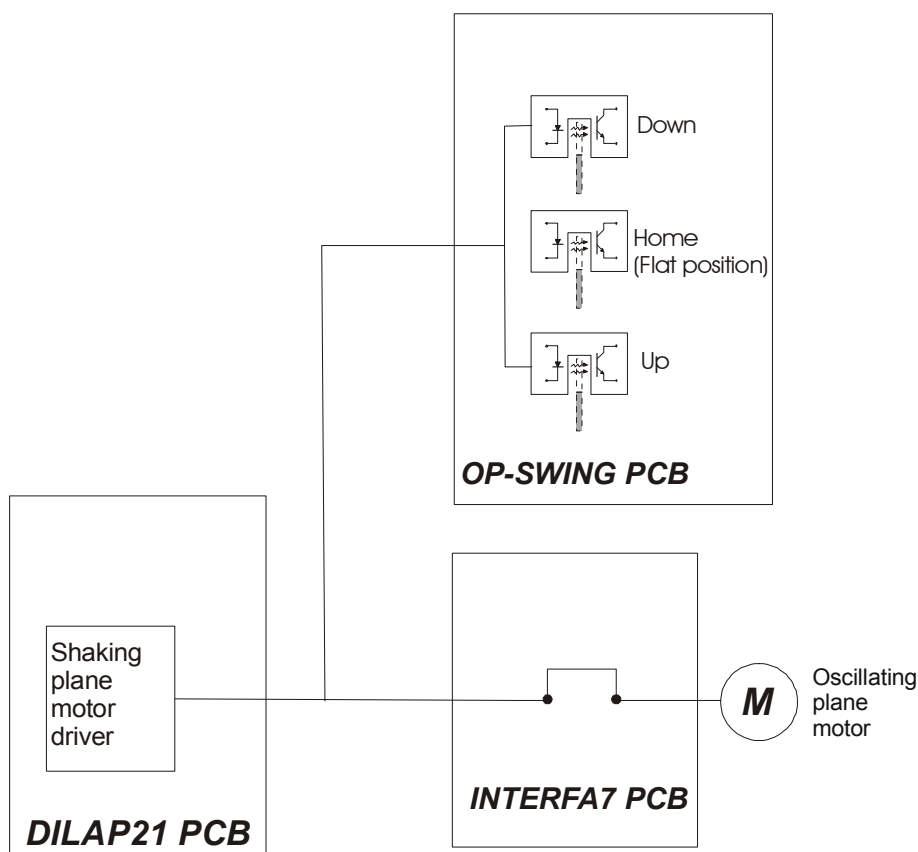 Down
Home
(Flat position)
Up
OP-SWING PCB
Shaking
plane
motor
driver
DILAP21 PCB
INTERFA7 PCB
M
Oscillating
plane
motor